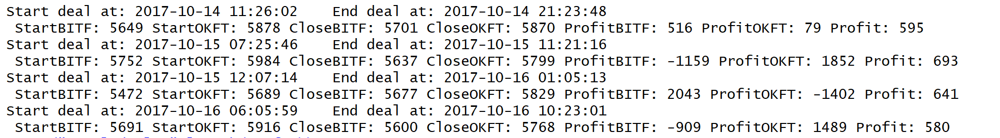 Start deal at: 2017-10-14 11:26:02    End deal at: 2017-10-14 21:23:48
StartBITF: 5649 StartOKFT: 5878 CloseBITF: 5701 CloseOKFT: 5870 ProfitBITF: 516 ProfitOKFT: 79 Profit: 595
Start deal at: 2017-10-15 07:25:46    End deal at: 2017-10-15 11:21:16
StartBITF: 5752 StartOKFT: 5984 CloseBITF: 5637 CloseOKFT: 5799 ProfitBITF: -1159 ProfitOKFT: 1852 Profit: 693
Start deal at: 2017-10-15 12:07:14    End deal at: 2017-10-16 01:05:13
StartBITF: 5472 StartOKFT: 5689 CloseBITF: 5677 CloseOKFT: 5829 ProfitBITF: 2043 ProfitOKFT: -1402 Profit: 641
Start deal at: 2017-10-16 06:05:59    End deal at: 2017-10-16 10:23:01
StartBITF: 5691 StartOKFT: 5916 CloseBITF: 5600 CloseOKFT: 5768 ProfitBITF: -909 ProfitOKFT: 1489 Profit: 580